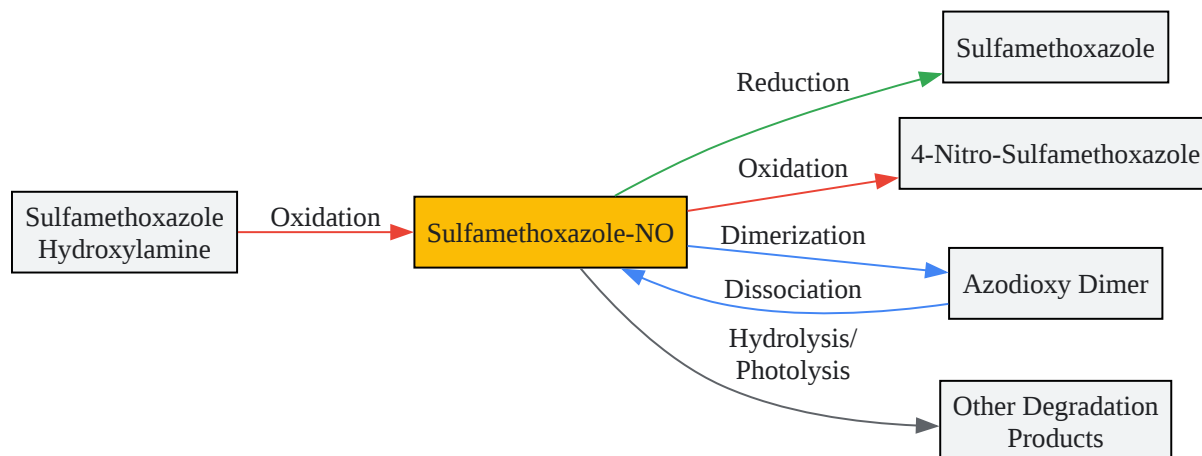 Sulfamethoxazole
Reduction
4-Nitro-Sulfamethoxazole
Oxidation
Sulfamethoxazole
Hydroxylamine
Oxidation
Sulfamethoxazole-NO
Dimerization
Azodioxy Dimer
Dissociation
Hydrolysis/
Photolysis
Other Degradation
Products